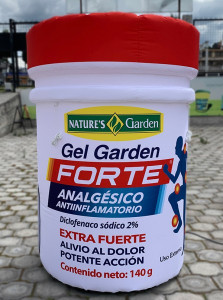 NATURE'S Garden
Gel Garden
FORTE
ANALGÉSICO
ANTIINFLAMATORIO
Diclofenaco sódico 2%
EXTRA FUERTE
ALIVIO AL DOLOR
POTENTE ACCIÓN
Contenido neto: 140 g
Uso Externo